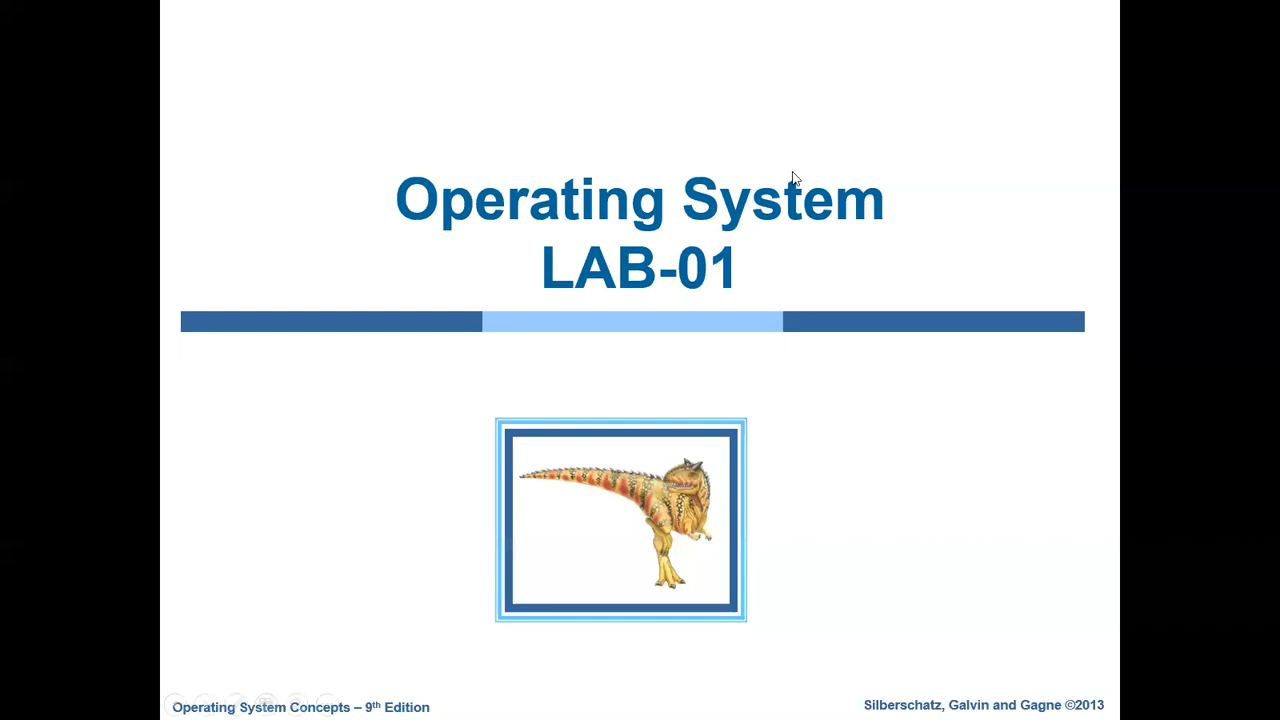 Operating System
LAB-01
Operating System Concepts – 9th Edition
Silberschatz, Galvin and Gagne ©2013